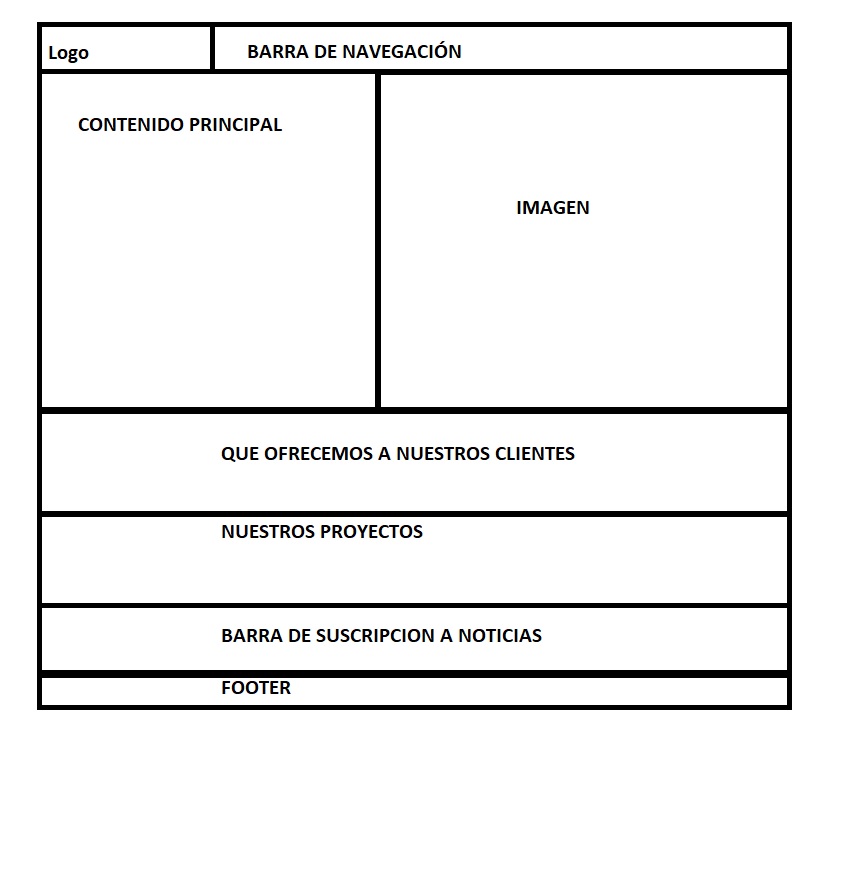 Logo
BARRA DE NAVEGACIÓN
CONTENIDO PRINCIPAL
IMAGEN
QUE OFRECEMOS A NUESTROS CLIENTES
NUESTROS PROYECTOS
BARRA DE SUSCRIPCION A NOTICIAS
FOOTER